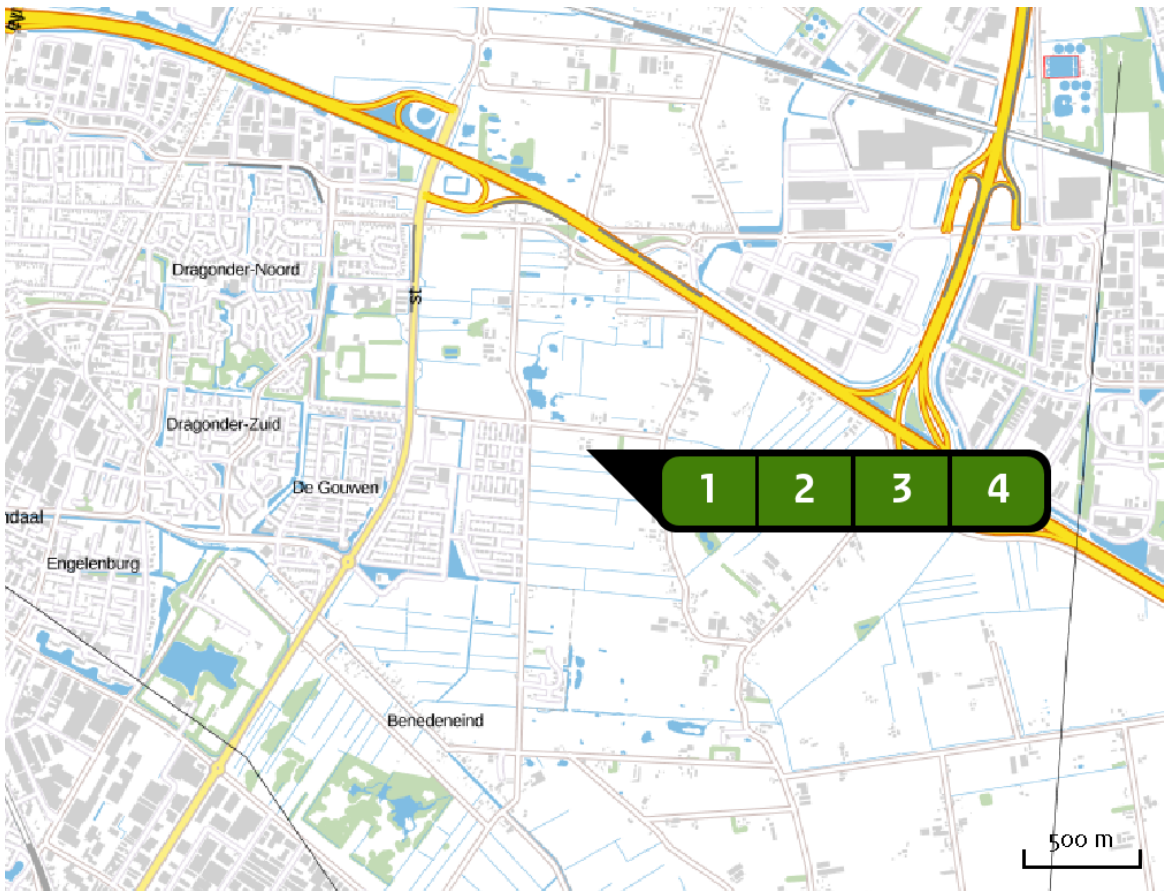 Dragonder-Noord
Dragonder-Zuid
De Gouwen
1 2 3 4
ndaal
Engelenburg
Benedeneind
500 m